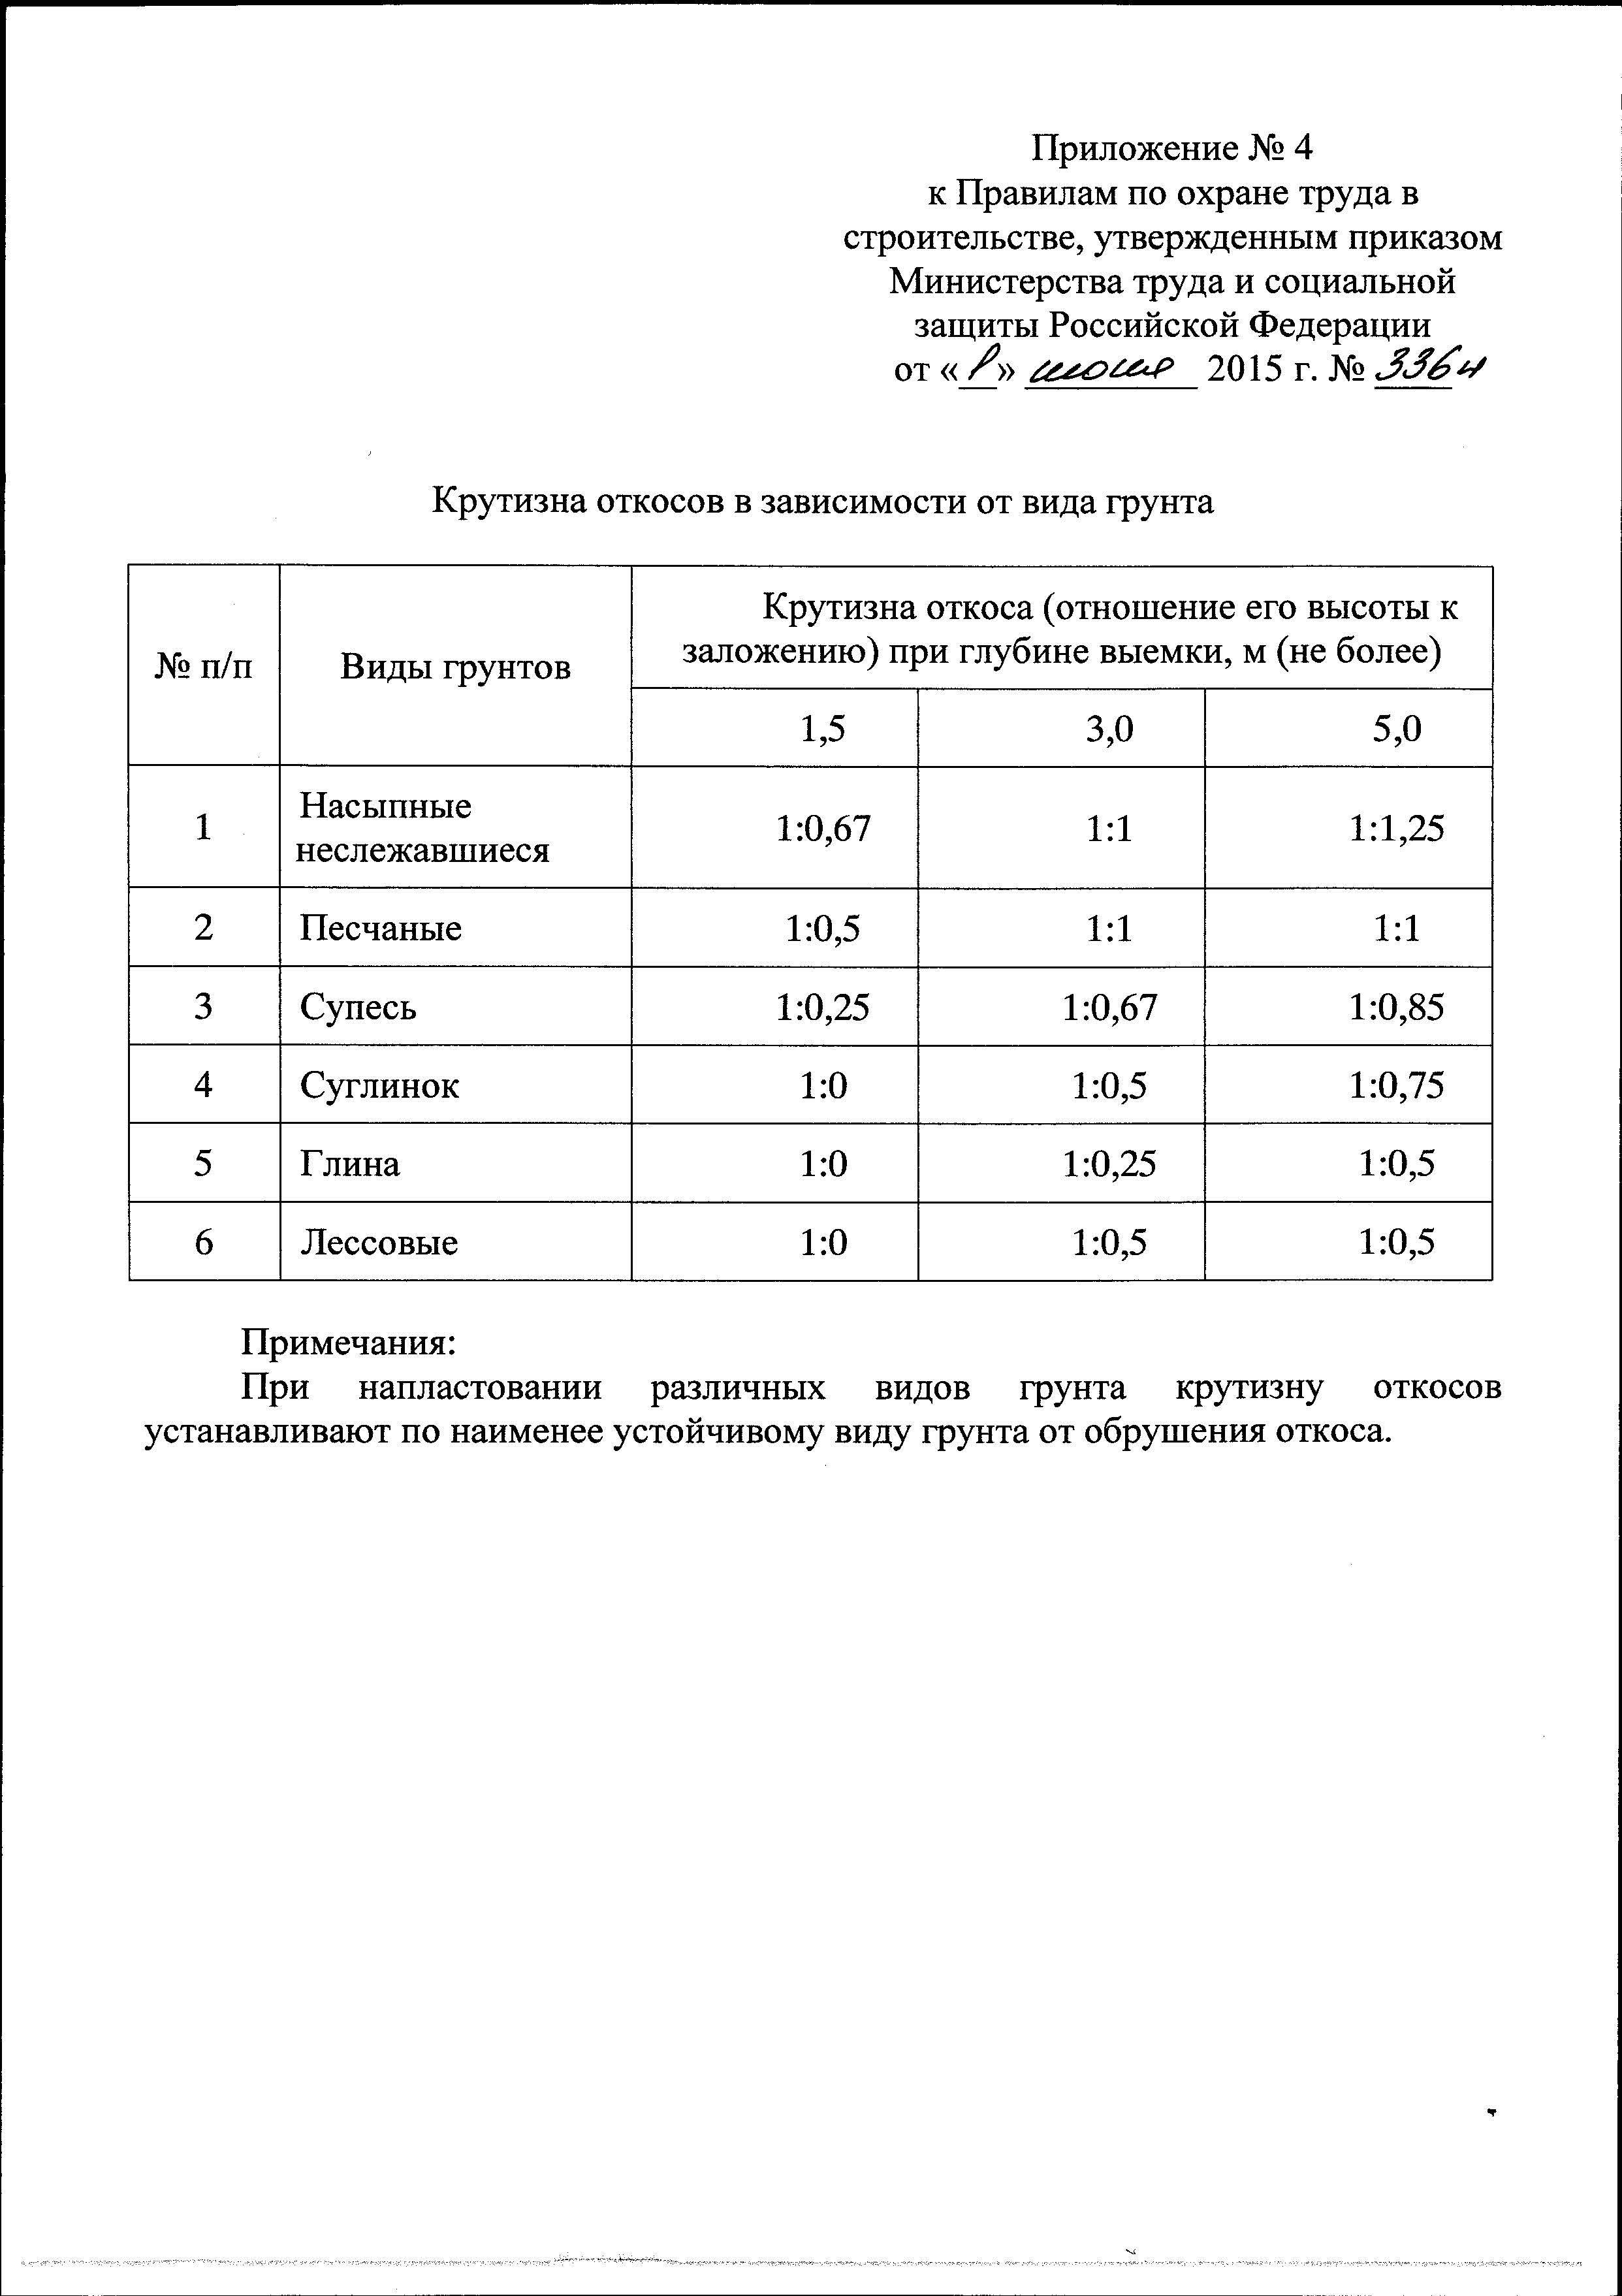 Приложение № 4
к Правилам по охране труда в
строительстве, утвержденным приказом
Министерства труда и социальной
защиты Российской Федерации
от «1» июня 2015 г. № 336н
Крутизна откосов в зависимости от вида грунта
№ п/п
Виды грунтов
Крутизна откоса (отношение его высоты к
заложению) при глубине выемки, м (не более)
1,5 3,0 5,0
1 Насыпные
неслежавшиеся 1:0,67 1:1 1:1,25
2 Песчаные 1:0,5 1:1 1:1
3 Супесь 1:0,25 1:0,67 1:0,85
4 Суглинок 1:0 1:0,5 1:0,75
5 Глина 1:0 1:0,25 1:0,5
6 Лессовые 1:0 1:0,5 1:0,5
Примечания:
При напластовании различных видов грунта крутизну откосов
устанавливают по наименее устойчивому виду грунта от обрушения откоса.